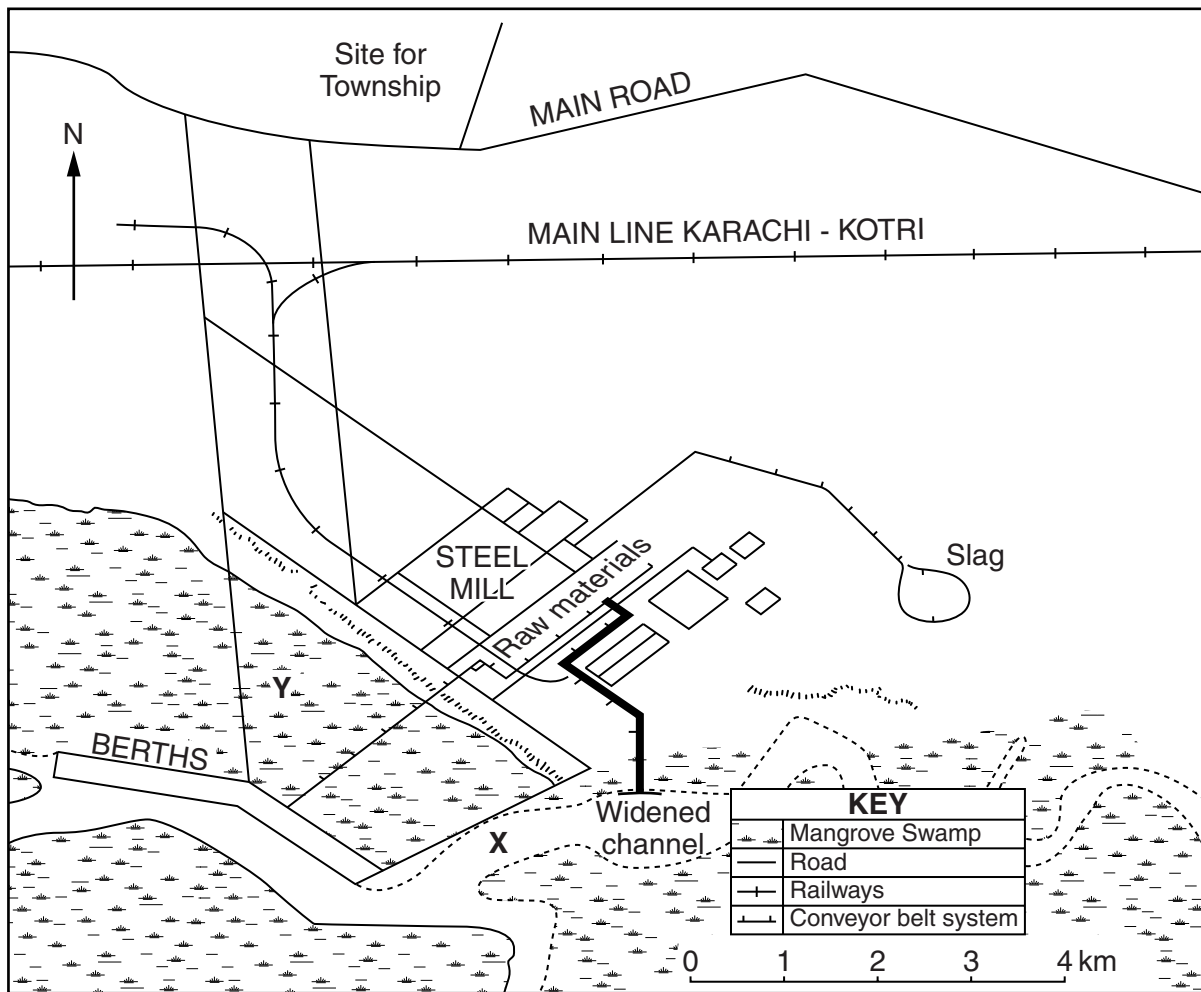 Site for
Township
MAIN ROAD
N
MAIN LINE KARACHI - KOTRI
STEEL
MILL
Raw materials
Slag
Y
BERTHS
X
Widened
channel
KEY
Mangrove Swamp
Road
Railways
Conveyor belt system
0 1 2 3 4 km